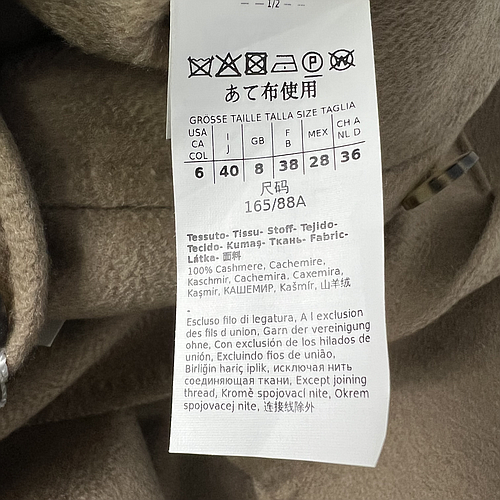 — — 1/2 — —
P W
あて布使用
GRÖSSE TAILLE TALLA SIZE TAGLIA
USA CA COL I J GB F B MEX CH A NL D
6 40 8 38 28 36
尺码
165/88A
Tessuto- Tissu- Stoff- Tejido-
Tecido- Kumaş- Ткань- Fabric-
Látka- 面料
100% Cashmere, Cachemire,
Kaschmir, Cachemira, Caxemira,
Kaşmir, КАШЕМИР, Kašmír, 山羊绒
-
Escluso filo di legatura, A l exclusion
des fils d union, Garn der vereinigung
ohne, Con exclusión de los hilados de
unión, Excluindo fios de união,
Birliğin hariç iplik, исключая нить
соединяющая ткани, Except joining
thread, Kromě spojovací nite, Okrem
spojovacej nite, 连接线除外